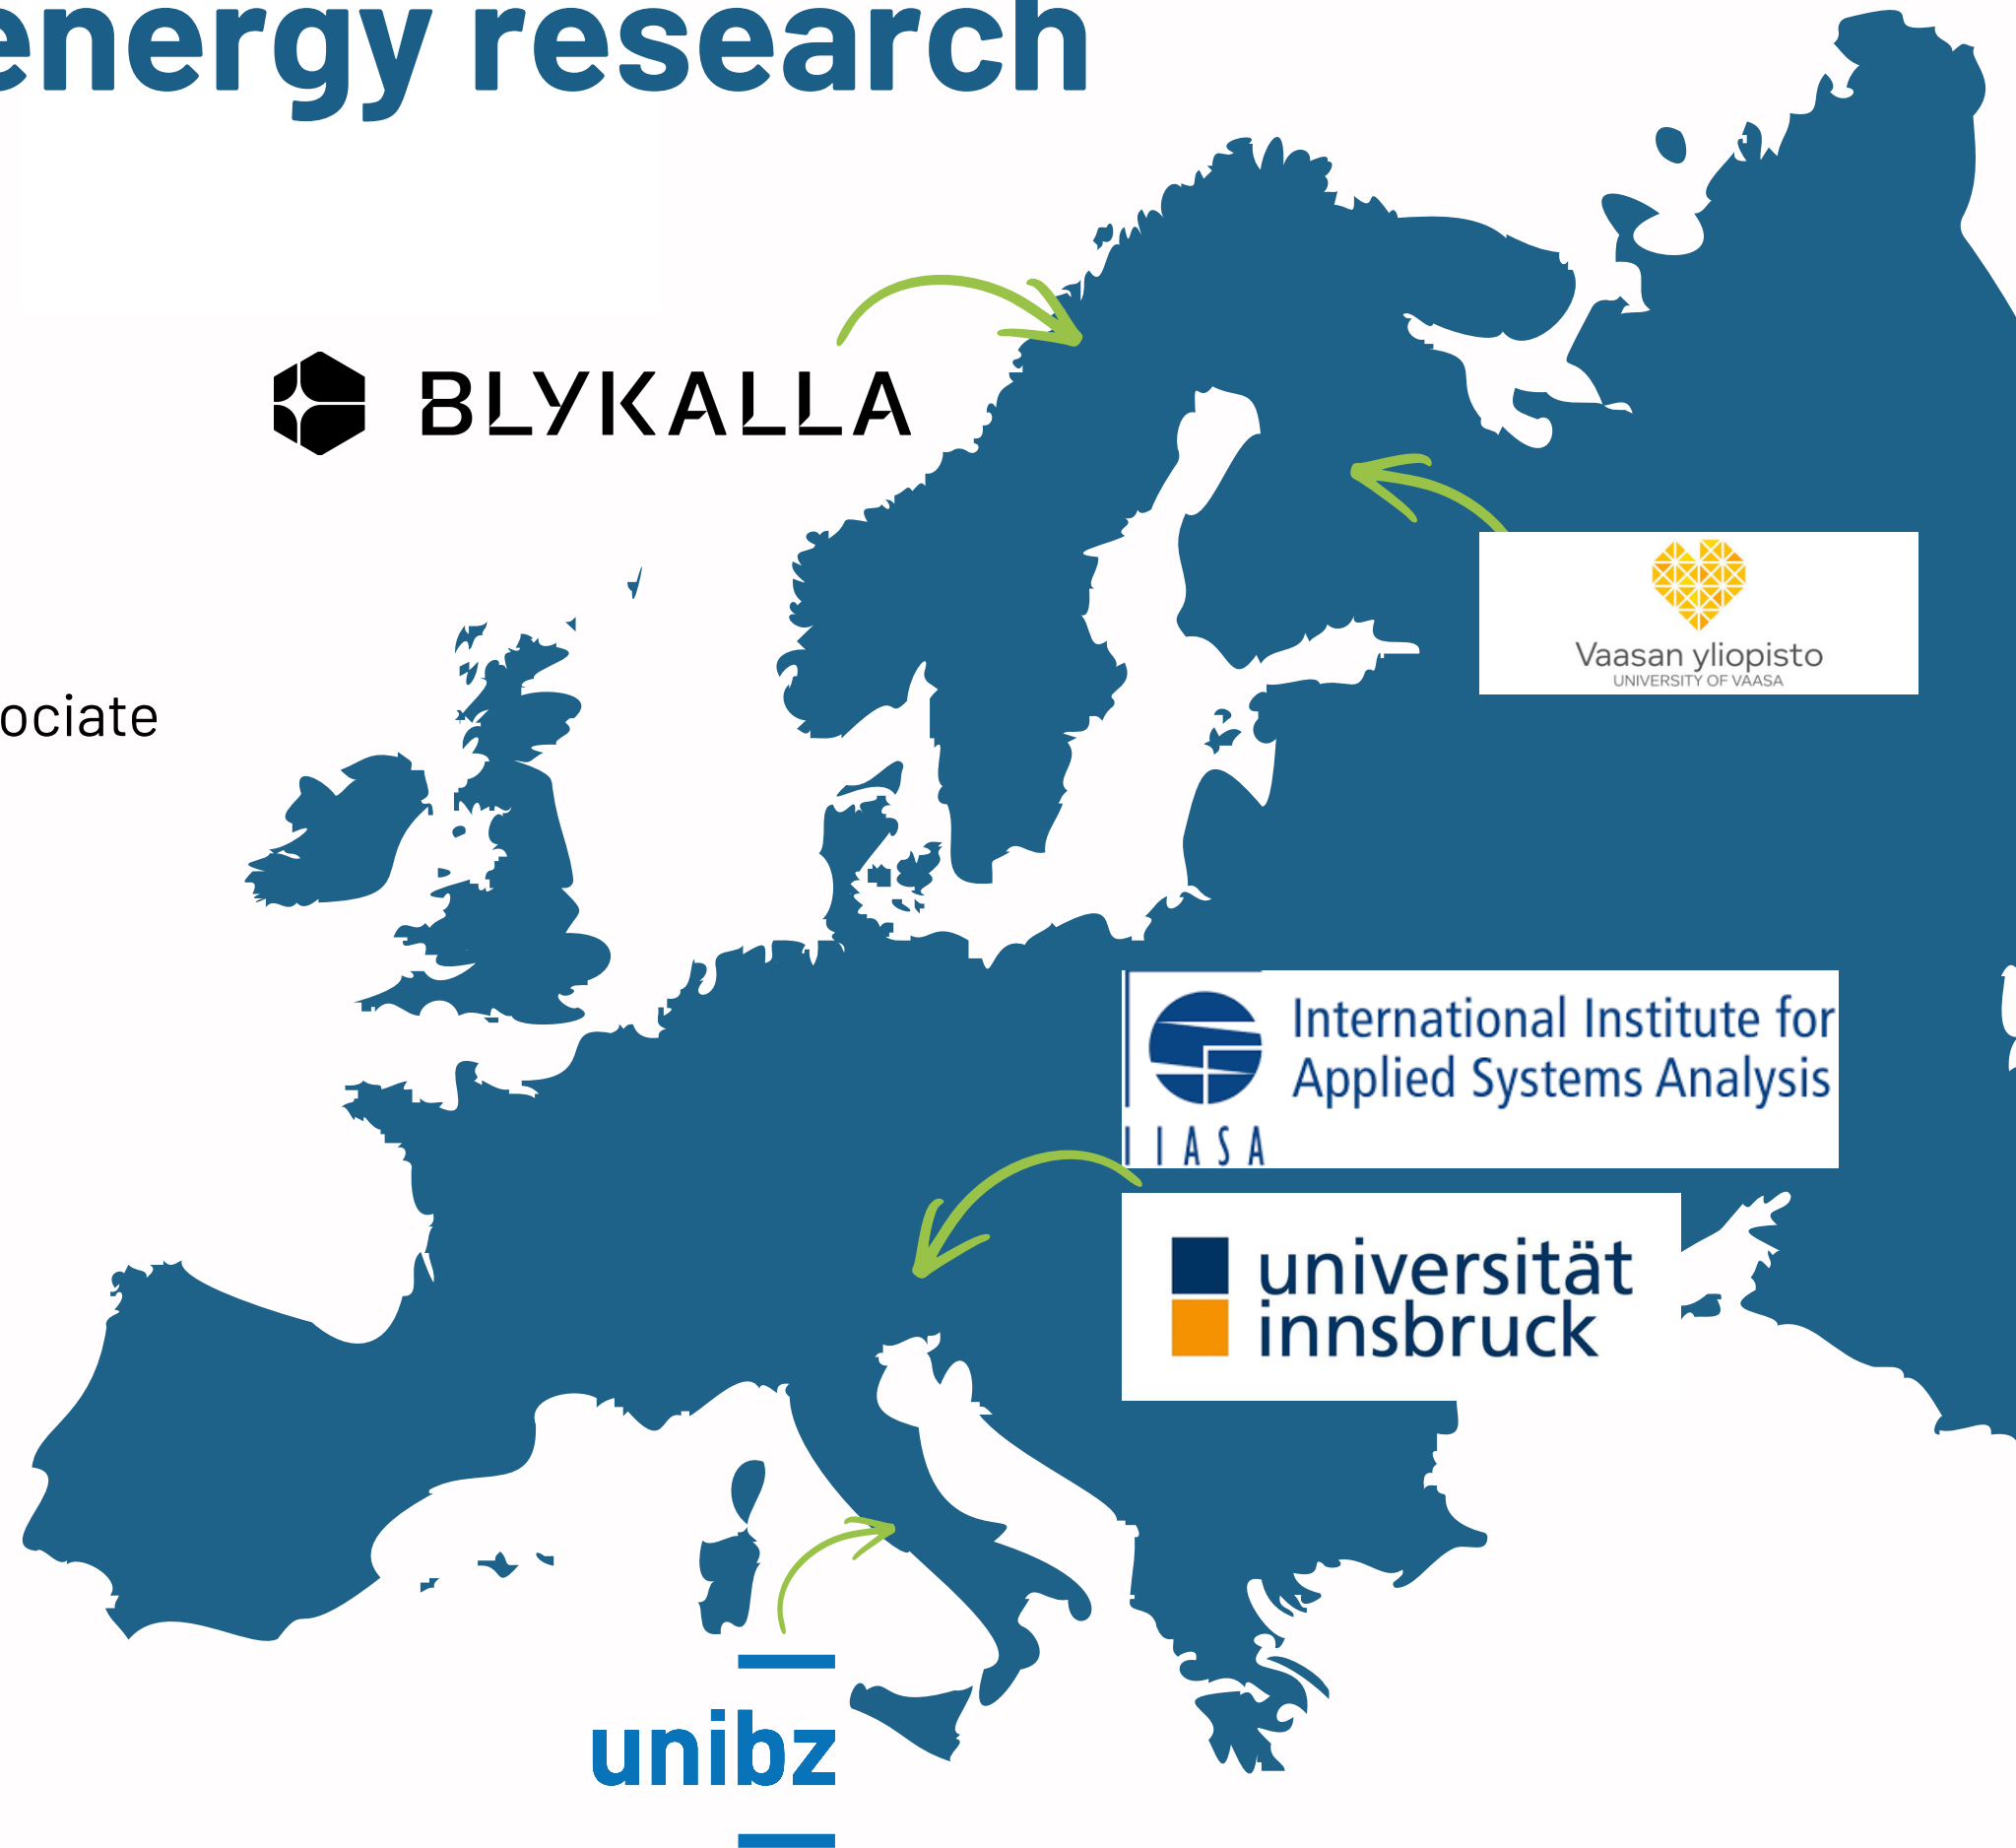 energy research
BLYKALLA
Vaasan yliopisto
UNIVERSITY OF VAASA
ociate
International Institute for
Applied Systems Analysis
IIASA
universität
innsbruck
unibz